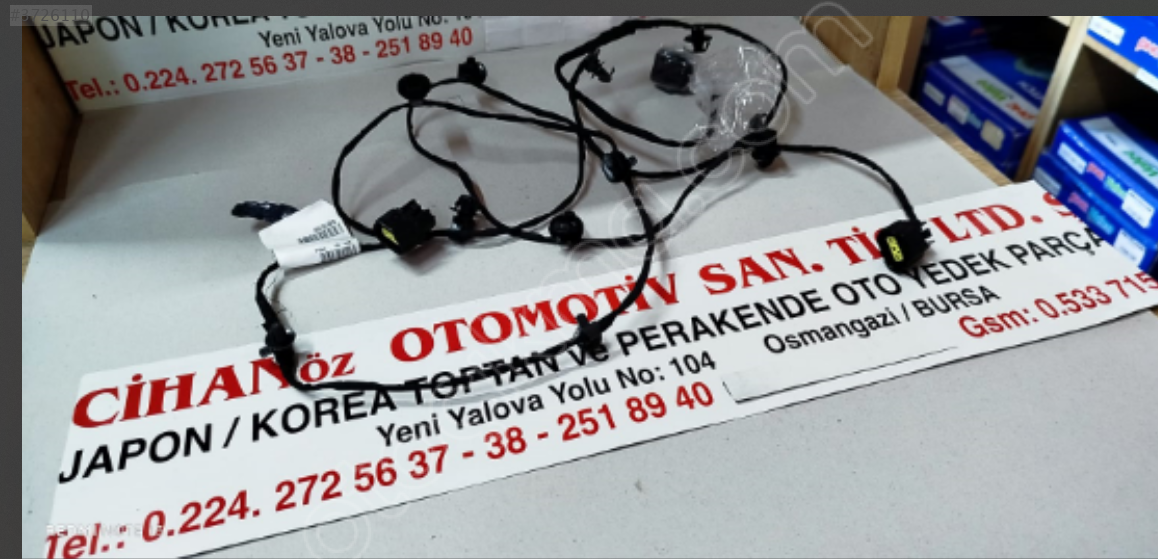 #3726110
JAPON / KOREA
Yeni Yalova Yolu No:
Tel.: 0.224. 272 56 37 - 38 - 251 89 40
CİHANöz OTOMOTİV SAN. TİC. LTD. Ş
JAPON / KOREA TOPTAN ve PERAKENDE OTO YEDEK PARÇA
Yeni Yalova Yolu No: 104 Osmangazi / BURSA
Tel.: 0.224. 272 56 37 - 38 - 251 89 40 Gsm: 0.533 715